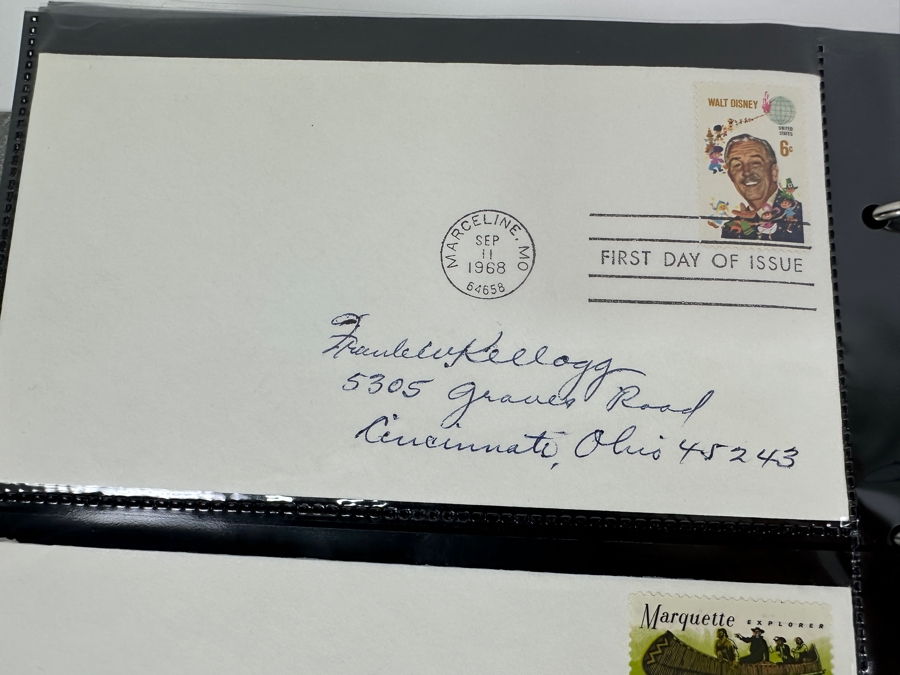 WALT DISNEY
UNITED
STATES
6c
MARCELINE, MO
SEP
11
1968
64658
FIRST DAY OF ISSUE
Frank W Kellogg
5305 Graves Road
Cincinnati, Ohio 45243
Marquette EXPLORER